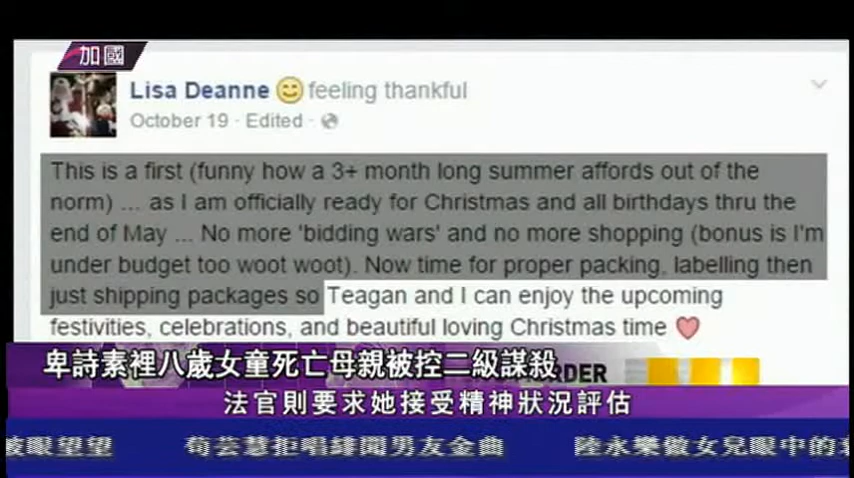 加國
Lisa Deanne feeling thankful
October 19 · Edited ·
This is a first (funny how a 3+ month long summer affords out of the
norm) ... as I am officially ready for Christmas and all birthdays thru the
end of May ... No more 'bidding wars' and no more shopping (bonus is I'm
under budget too woot woot). Now time for proper packing, labelling then
just shipping packages so Teagan and I can enjoy the upcoming
festivities, celebrations, and beautiful loving Christmas time
卑詩素裡八歲女童死亡母親被控二級謀殺
法官則要求她接受精神狀況評估
被眼望望 荀芸慧拒唱緋聞男友金曲 陸永樂做女兒眼中的